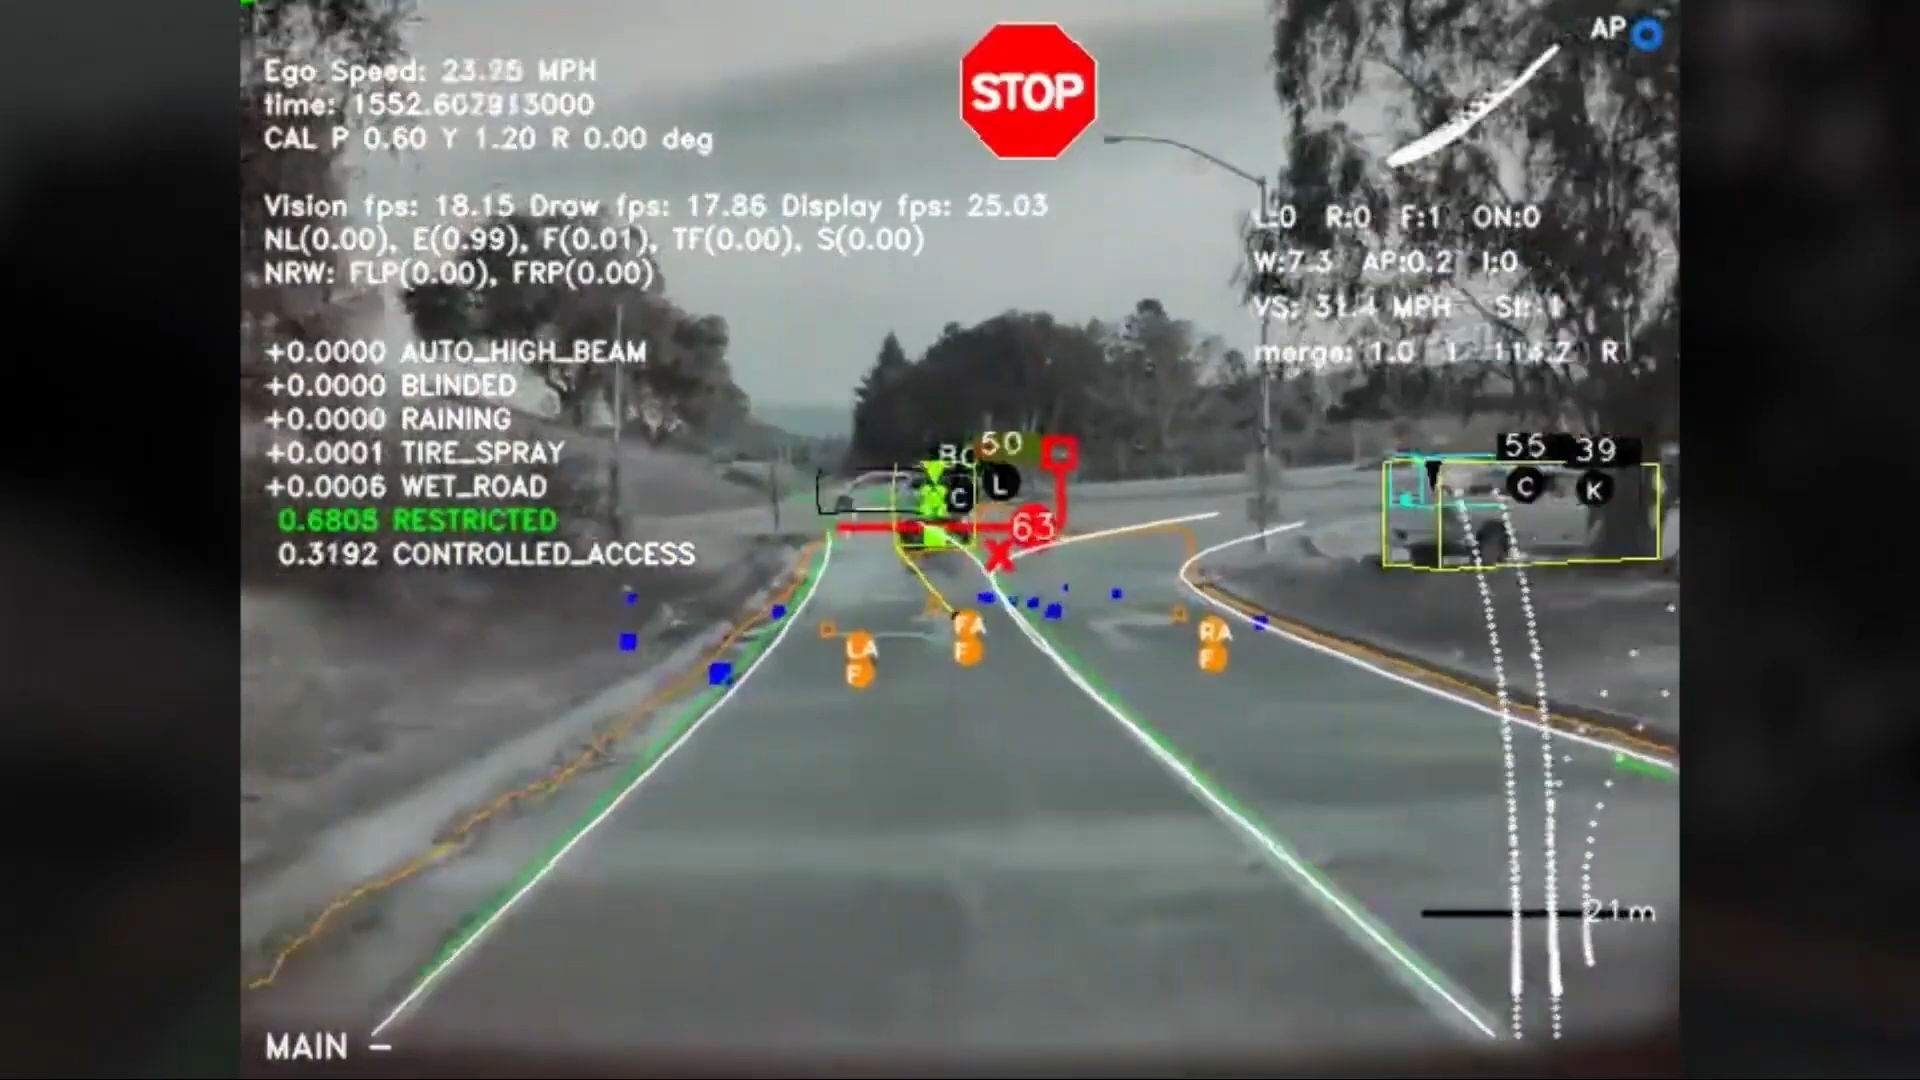 AP
STOP
Ego Speed: MPH
time:
CAL P 0.60 Y 1.20 R 0.00 deg
Vision fps: 18.15 Draw fps: 17.86 Display fps: 25.03
NL(0.00), E(0.99), F(0.01), TF(0.00), S(0.00)
NRW: FLP(0.00), FRP(0.00)
L:0 R:0 F:1 ON:0
W:7.3 AP:0.2 I:0
VS: 31.4 MPH
merge: 1.0 R
+0.0000 AUTO_HIGH_BEAM
+0.0000 BLINDED
+0.0000 RAINING
+0.0001 TIRE_SPRAY
+0.0006 WET_ROAD
0.6805 RESTRICTED
0.3192 CONTROLLED_ACCESS
50
C L
63
55 39
C K
LA
F
EA
F
RA
F
21m
MAIN –